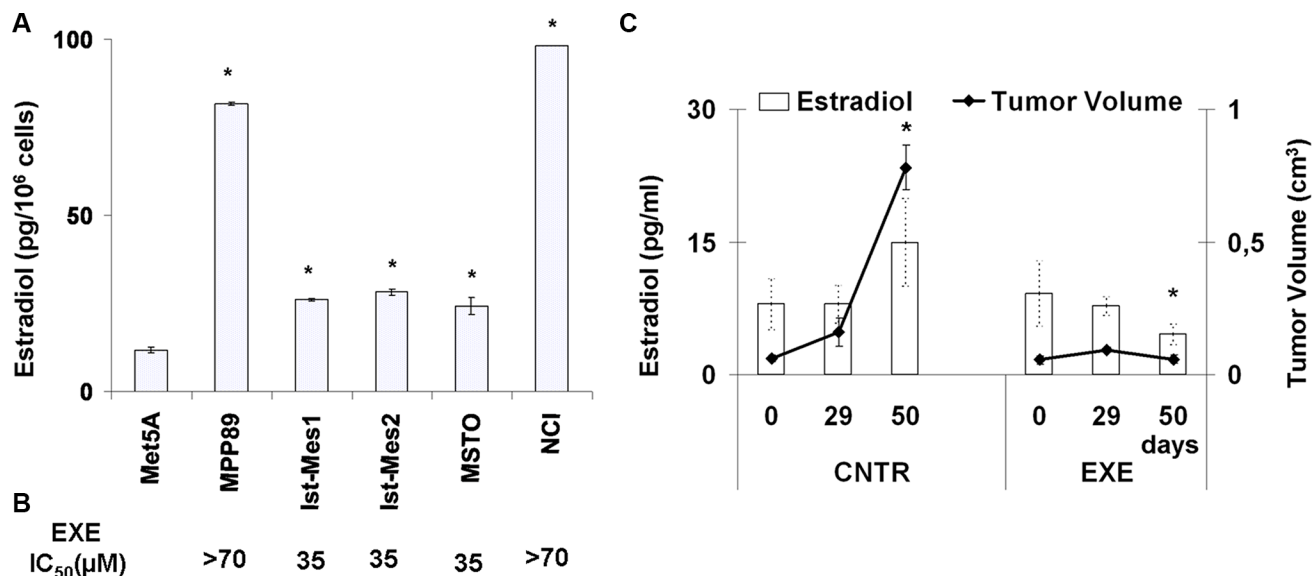 A
Estradiol (pg/10⁶ cells)
100
50
0
*
*
*
*
*
Met5A
MPP89
Ist-Mes1
Ist-Mes2
MSTO
NCI
B
EXE
IC₅₀(µM)
>70
35
35
35
>70
C
Estradiol
Tumor Volume
Estradiol (pg/ml)
30
15
0
*
*
1
0,5
0
Tumor Volume (cm³)
0
29
50
0
29
50
days
CNTR
EXE